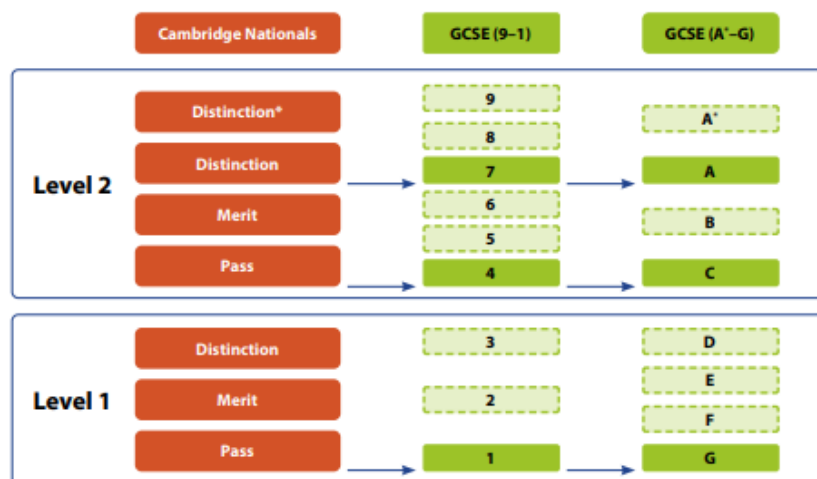 Cambridge Nationals GCSE (9–1) GCSE (A*–G)
Level 2
Distinction*
Distinction
Merit
Pass
9
8
7
6
5
4
A*
A
B
C
Level 1
Distinction
Merit
Pass
3
2
1
D
E
F
G